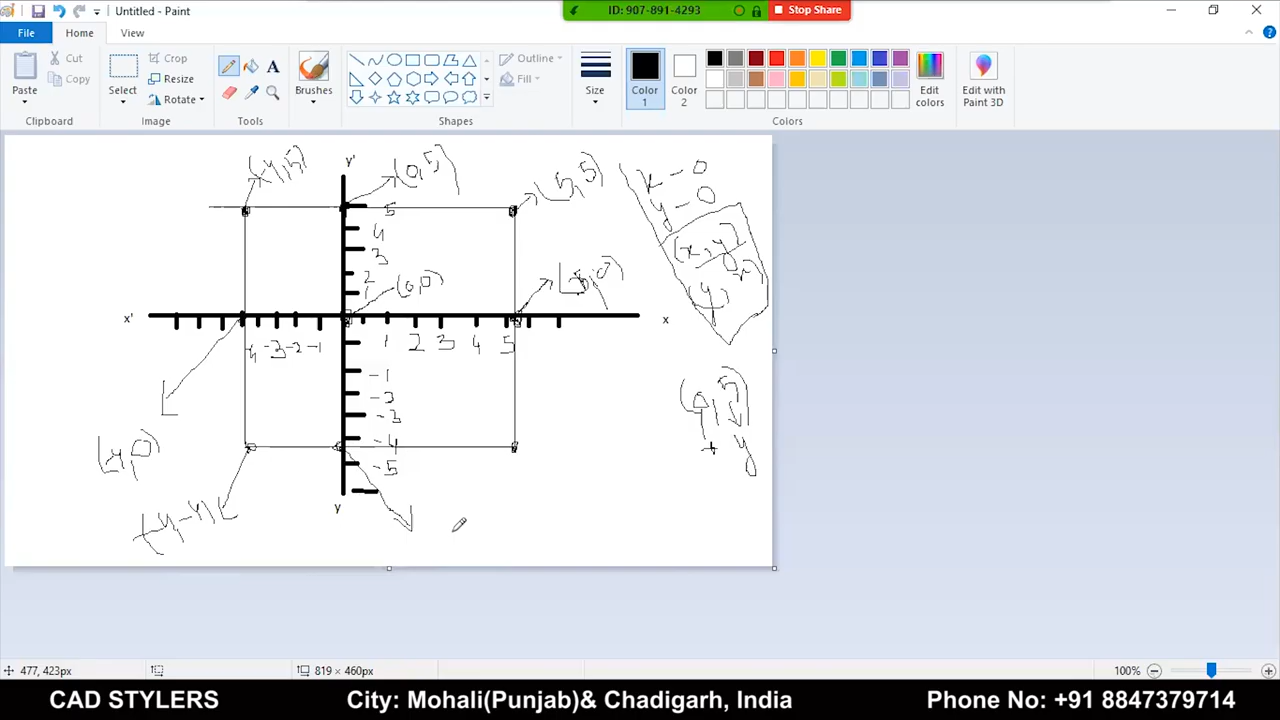 Untitled - Paint
ID: 907-891-4293
Stop Share
File
Home
View
Paste
Cut
Copy
Clipboard
Select
Crop
Resize
Rotate
Image
A
Tools
Brushes
Shapes
Outline
Fill
Size
Color 1
Color 2
Edit colors
Colors
Edit with Paint 3D
y'
(0,5)
(5,5)
x - 0
y - 0
(x,y)
5
4
3
2
1
(0,0)
x'
x
-4 -3 -2 -1
1 2 3 4 5
-1
-3
-3
-4
-5
y
477, 423px
819 × 460px
100%
CAD STYLERS
City: Mohali(Punjab)& Chadigarh, India
Phone No: +91 8847379714